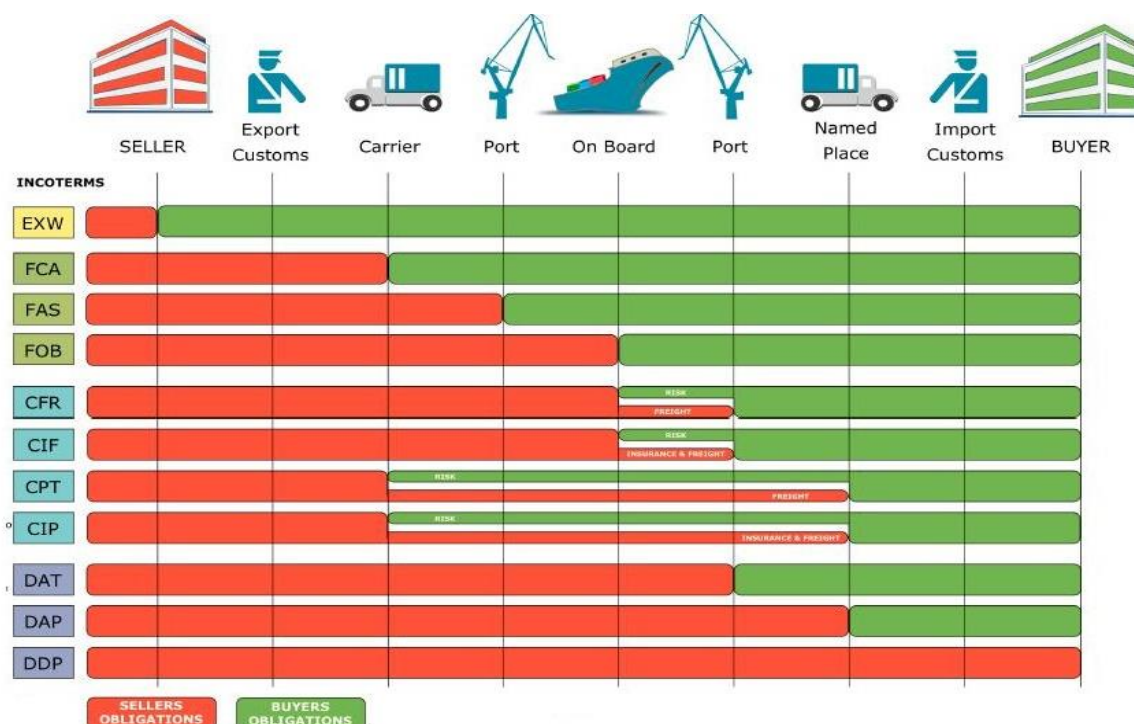 SELLER
Export
Customs
Carrier
Port
On Board
Port
Named
Place
Import
Customs
BUYER
INCOTERMS
EXW
FCA
FAS
FOB
CFR
RISK
FREIGHT
CIF
RISK
INSURANCE & FREIGHT
CPT
RISK
FREIGHT
CIP
RISK
INSURANCE & FREIGHT
DAT
DAP
DDP
SELLERS
OBLIGATIONS
BUYERS
OBLIGATIONS